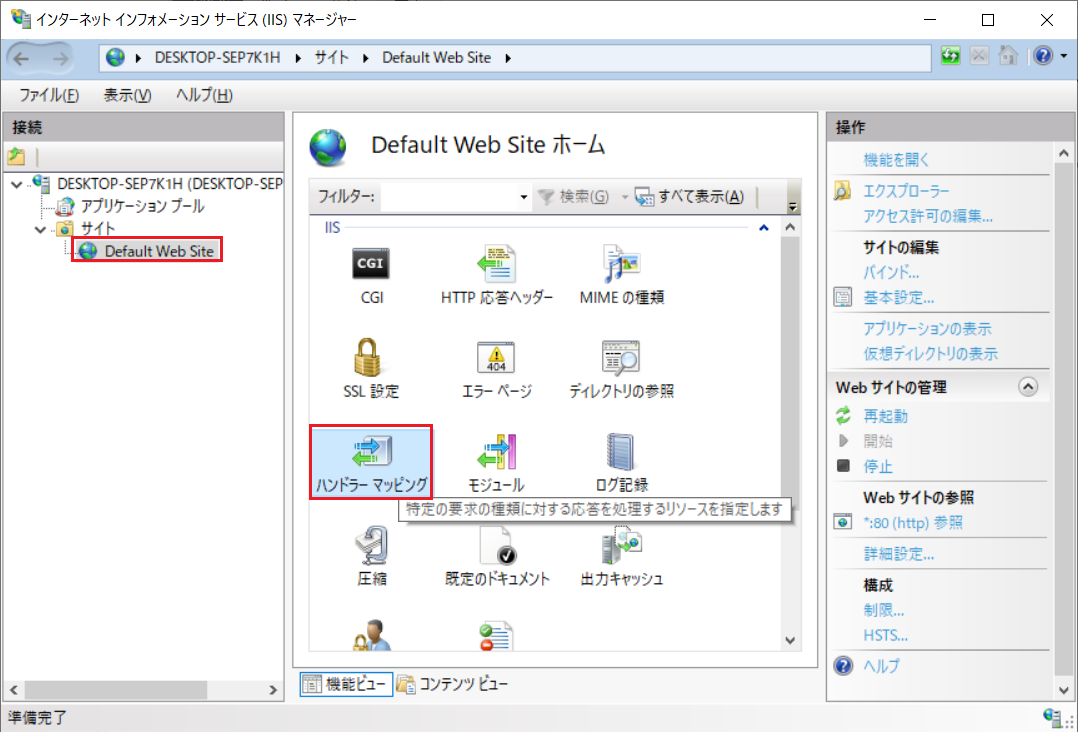 インターネット インフォメーション サービス (IIS) マネージャー
DESKTOP-SEP7K1H サイト Default Web Site
ファイル(F) 表示(V) ヘルプ(H)
接続
DESKTOP-SEP7K1H (DESKTOP-SEP
アプリケーション プール
サイト
Default Web Site
Default Web Site ホーム
フィルター: 検索(G) すべて表示(A)
IIS
CGI
CGI HTTP 応答ヘッダー MIME の種類
404
SSL 設定 エラー ページ ディレクトリの参照
ハンドラー マッピング モジュール ログ記録
特定の要求の種類に対する応答を処理するリソースを指定します
圧縮 既定のドキュメント 出力キャッシュ
機能ビュー コンテンツ ビュー
操作
機能を開く
エクスプローラー
アクセス許可の編集...
サイトの編集
バインド...
基本設定...
アプリケーションの表示
仮想ディレクトリの表示
Web サイトの管理
再起動
開始
停止
Web サイトの参照
*:80 (http) 参照
詳細設定...
構成
制限...
HSTS...
ヘルプ
準備完了